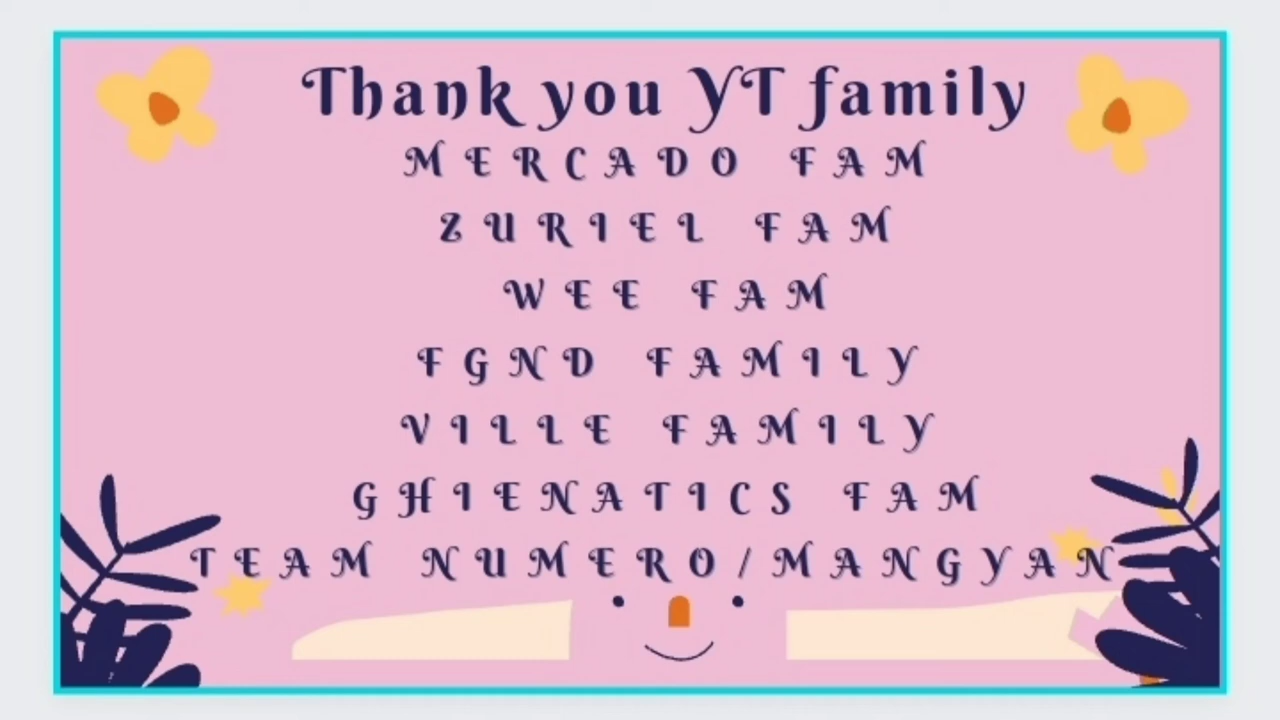 Thank you YT family
MERCADO FAM
ZURIEL FAM
WEE FAM
FGND FAMILY
VILLE FAMILY
GHIENATICS FAM
TEAM NUMERO/MANGYAN